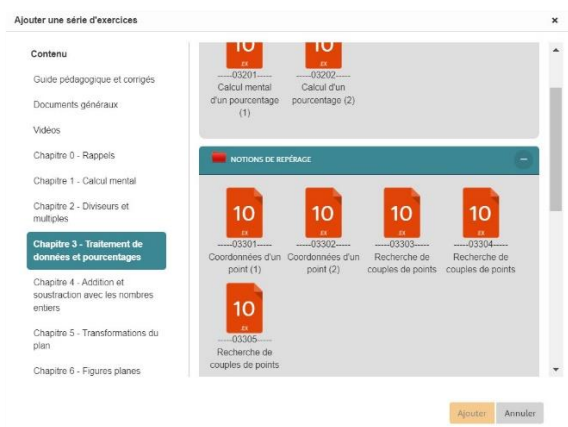 Ajouter une série d'exercices
×
Contenu
Guide pédagogique et corrigés
Documents généraux
Vidéos
Chapitre 0 - Rappels
Chapitre 1 - Calcul mental
Chapitre 2 - Diviseurs et
multiples
Chapitre 3 - Traitement de
données et pourcentages
Chapitre 4 - Addition et
soustraction avec les nombres
entiers
Chapitre 5 - Transformations du
plan
Chapitre 6 - Figures planes
10 10
EX EX
-----03201----- -----03202-----
Calcul mental Calcul d'un
d'un pourcentage pourcentage (2)
(1)
NOTIONS DE REPÉRAGE
10 10 10 10
EX EX EX EX
-----03301----- -----03302----- -----03303----- -----03304-----
Coordonnées d'un Coordonnées d'un Recherche de Recherche de
point (1) point (2) couples de points couples de points
10
EX
-----03305-----
Recherche de
couples de points
Ajouter Annuler